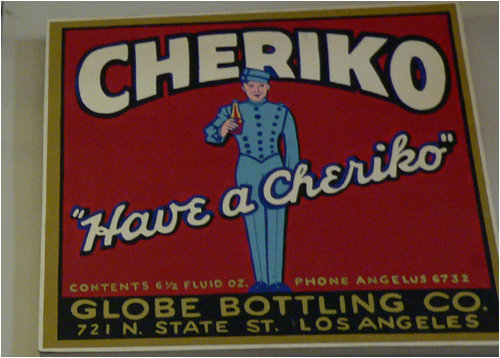 CHERIKO
"Have a Cheriko"
CONTENTS 6½ FLUID OZ. PHONE ANGELUS 6732
GLOBE BOTTLING CO.
721 N. STATE ST. LOS ANGELES